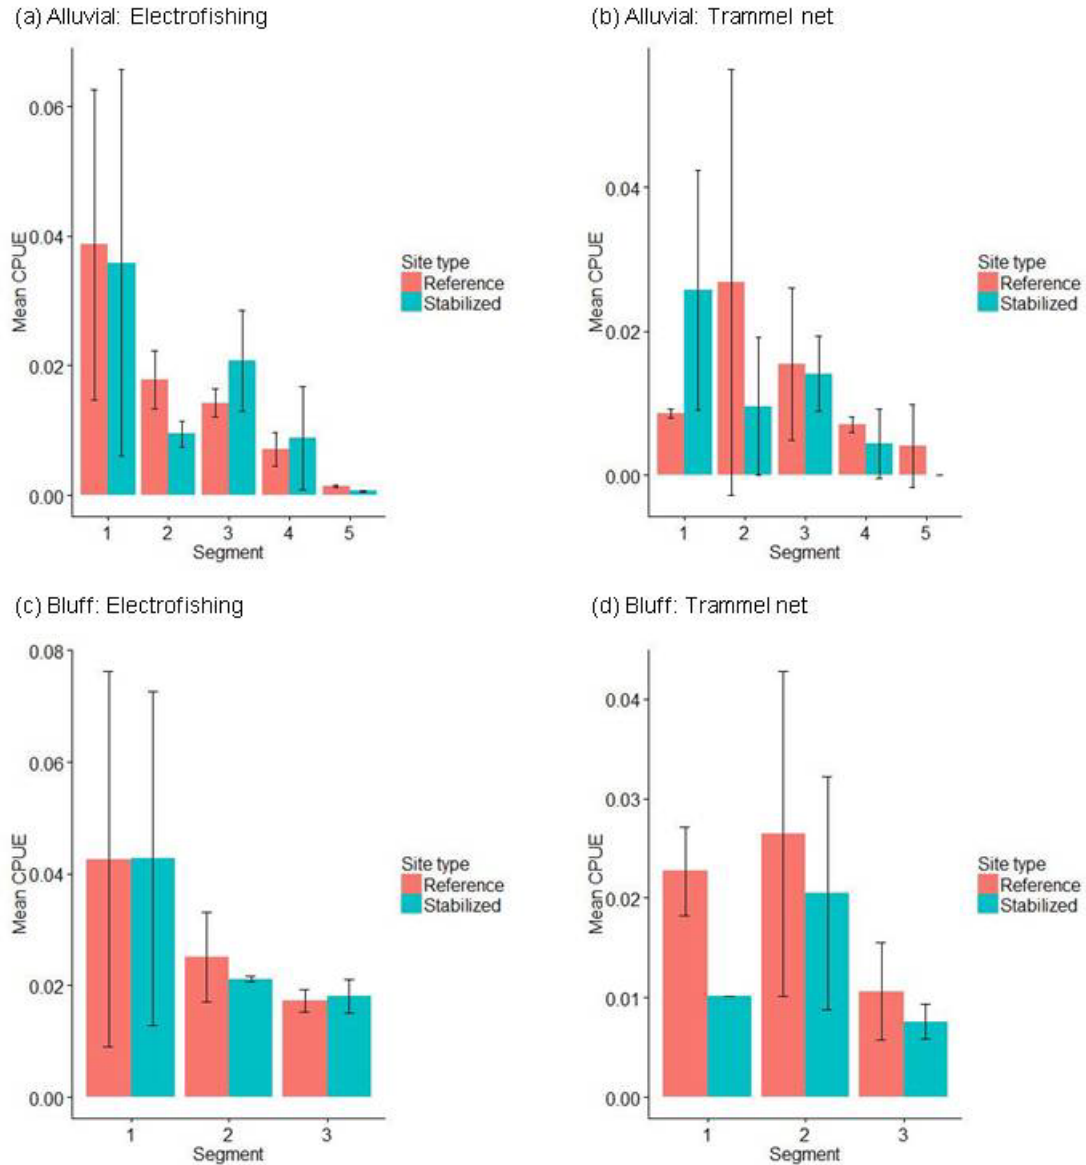 (a) Alluvial: Electrofishing
Mean CPUE
0.06
0.04
0.02
0.00
1 2 3 4 5
Segment
Site type
Reference
Stabilized
(b) Alluvial: Trammel net
Mean CPUE
0.04
0.02
0.00
1 2 3 4 5
Segment
Site type
Reference
Stabilized
(c) Bluff: Electrofishing
Mean CPUE
0.08
0.06
0.04
0.02
0.00
1 2 3
Segment
Site type
Reference
Stabilized
(d) Bluff: Trammel net
Mean CPUE
0.04
0.03
0.02
0.01
0.00
1 2 3
Segment
Site type
Reference
Stabilized